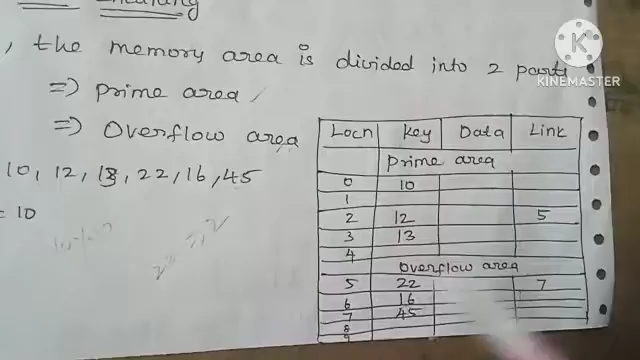 , the memory area is divided into 2 part
KINEMASTER
=> Prime area
=> Overflow area
10, 12, 13, 22, 16, 45
= 10
Locn Key Data Link
Prime area
0 10
1
2 12 5
3 13
4
Overflow area
5 22 7
6 16
7 45
8
9